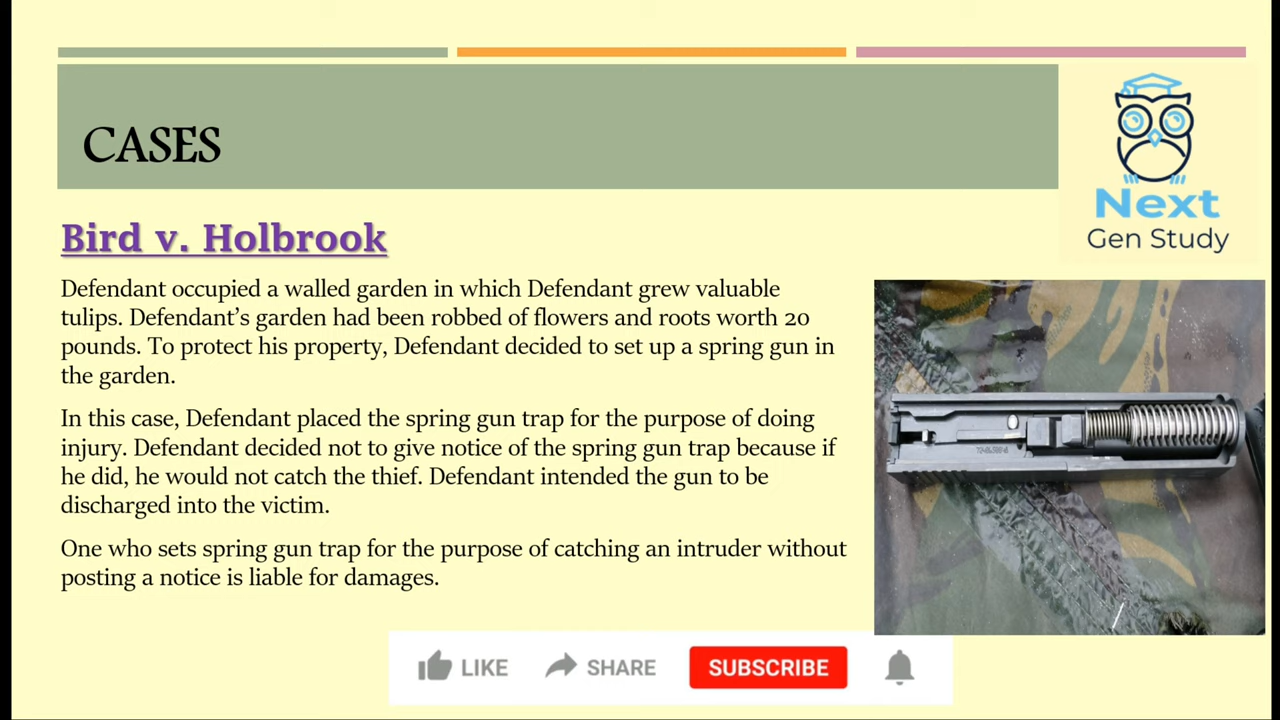 CASES
Next
Gen Study
Bird v. Holbrook
Defendant occupied a walled garden in which Defendant grew valuable
tulips. Defendant’s garden had been robbed of flowers and roots worth 20
pounds. To protect his property, Defendant decided to set up a spring gun in
the garden.
In this case, Defendant placed the spring gun trap for the purpose of doing
injury. Defendant decided not to give notice of the spring gun trap because if
he did, he would not catch the thief. Defendant intended the gun to be
discharged into the victim.
One who sets spring gun trap for the purpose of catching an intruder without
posting a notice is liable for damages.
LIKE SHARE SUBSCRIBE